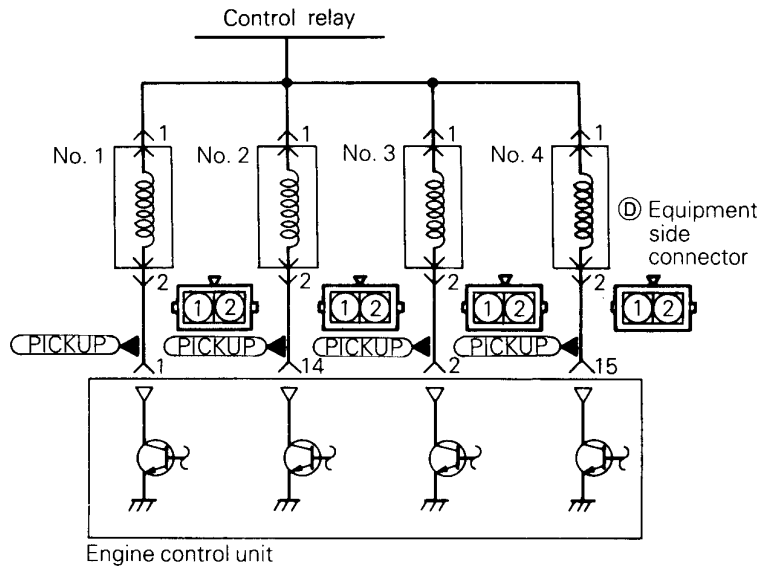 Control relay
1 1 1 1
No. 1 No. 2 No. 3 No. 4
Ⓓ Equipment
side
connector
2 2 2 2
① ② ① ② ① ② ① ②
PICKUP PICKUP PICKUP PICKUP
1 14 2 15
Engine control unit